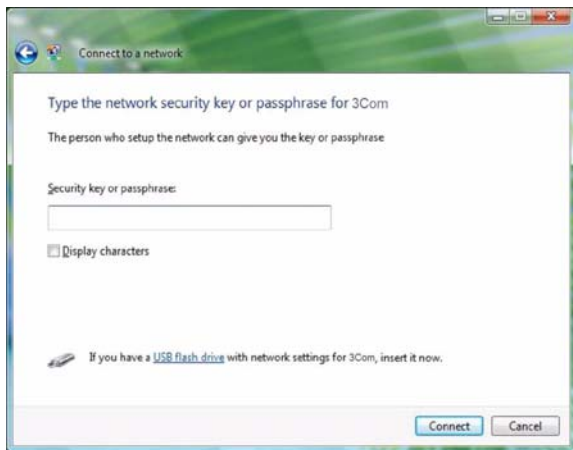 Connect to a network
Type the network security key or passphrase for 3Com
The person who setup the network can give you the key or passphrase
Security key or passphrase:
Display characters
If you have a USB flash drive with network settings for 3Com, insert it now.
Connect Cancel